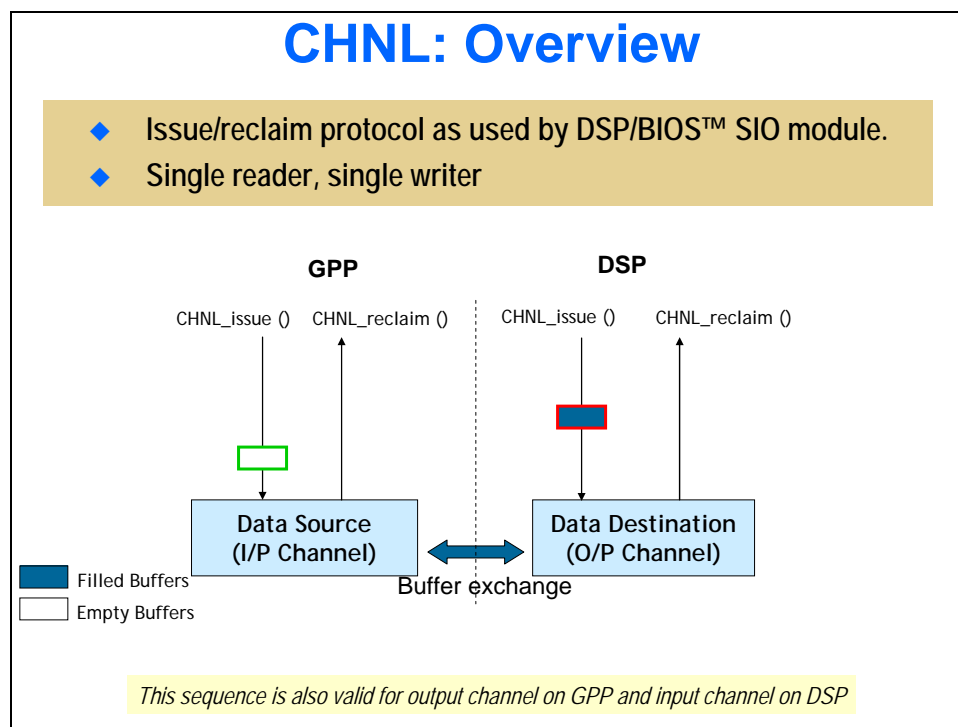 CHNL: Overview
Issue/reclaim protocol as used by DSP/BIOS™ SIO module.
Single reader, single writer
GPP
DSP
CHNL_issue ()
CHNL_reclaim ()
CHNL_issue ()
CHNL_reclaim ()
Data Source
(I/P Channel)
Data Destination
(O/P Channel)
Buffer exchange
Filled Buffers
Empty Buffers
This sequence is also valid for output channel on GPP and input channel on DSP